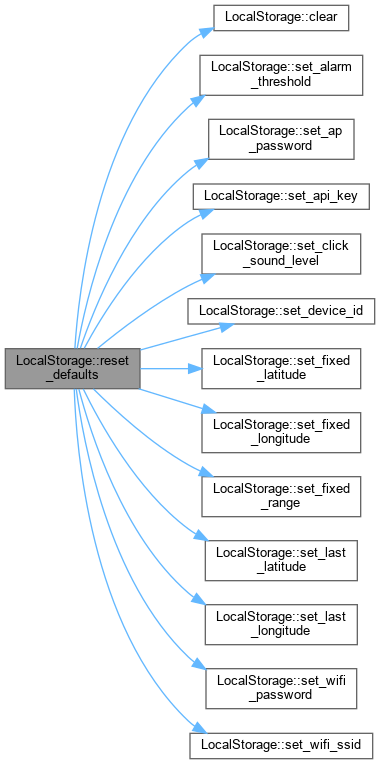 LocalStorage::clear
LocalStorage::set_alarm
_threshold
LocalStorage::set_ap
_password
LocalStorage::set_api_key
LocalStorage::set_click
_sound_level
LocalStorage::set_device_id
LocalStorage::reset
_defaults
LocalStorage::set_fixed
_latitude
LocalStorage::set_fixed
_longitude
LocalStorage::set_fixed
_range
LocalStorage::set_last
_latitude
LocalStorage::set_last
_longitude
LocalStorage::set_wifi
_password
LocalStorage::set_wifi_ssid